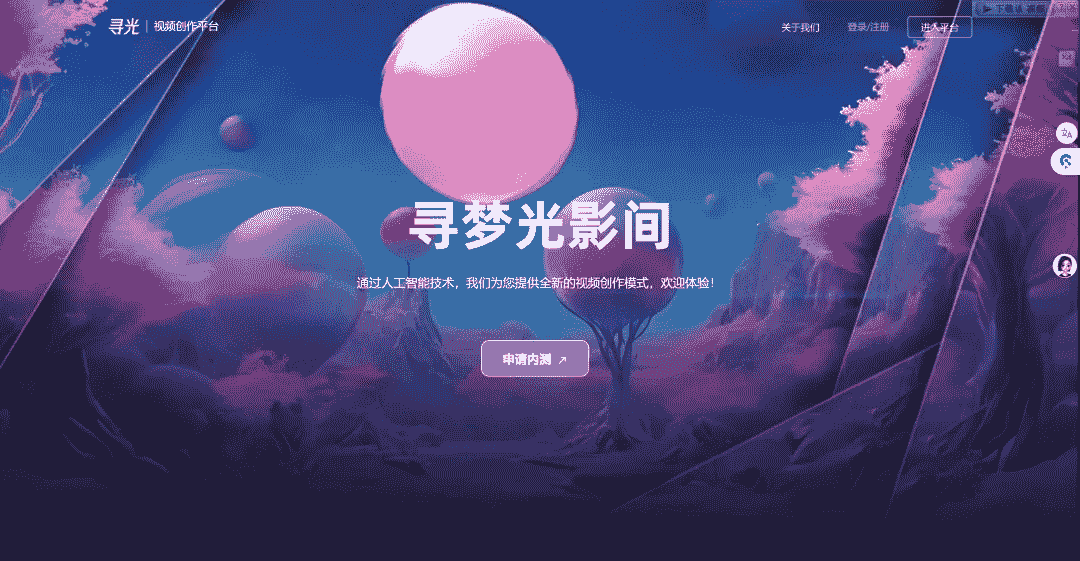 寻光 | 视频创作平台
关于我们 登录/注册 进入平台
寻梦光影间
通过人工智能技术，我们为您提供全新的视频创作模式，欢迎体验！
申请内测 ↗